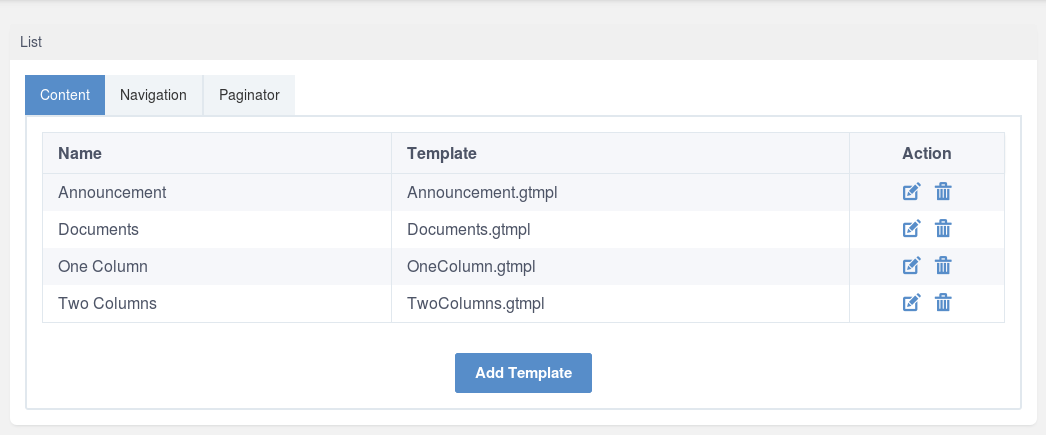 List
Content Navigation Paginator
Name Template Action
Announcement Announcement.gtmpl
Documents Documents.gtmpl
One Column OneColumn.gtmpl
Two Columns TwoColumns.gtmpl
Add Template